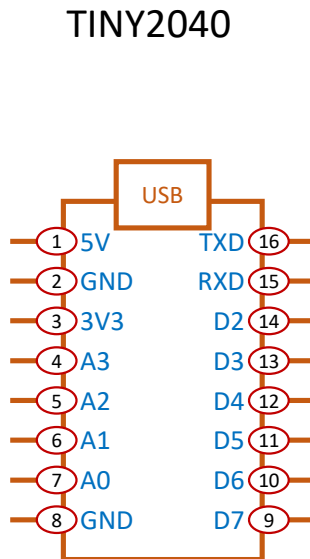 TINY2040
USB
1 5V TXD 16
2 GND RXD 15
3 3V3 D2 14
4 A3 D3 13
5 A2 D4 12
6 A1 D5 11
7 A0 D6 10
8 GND D7 9